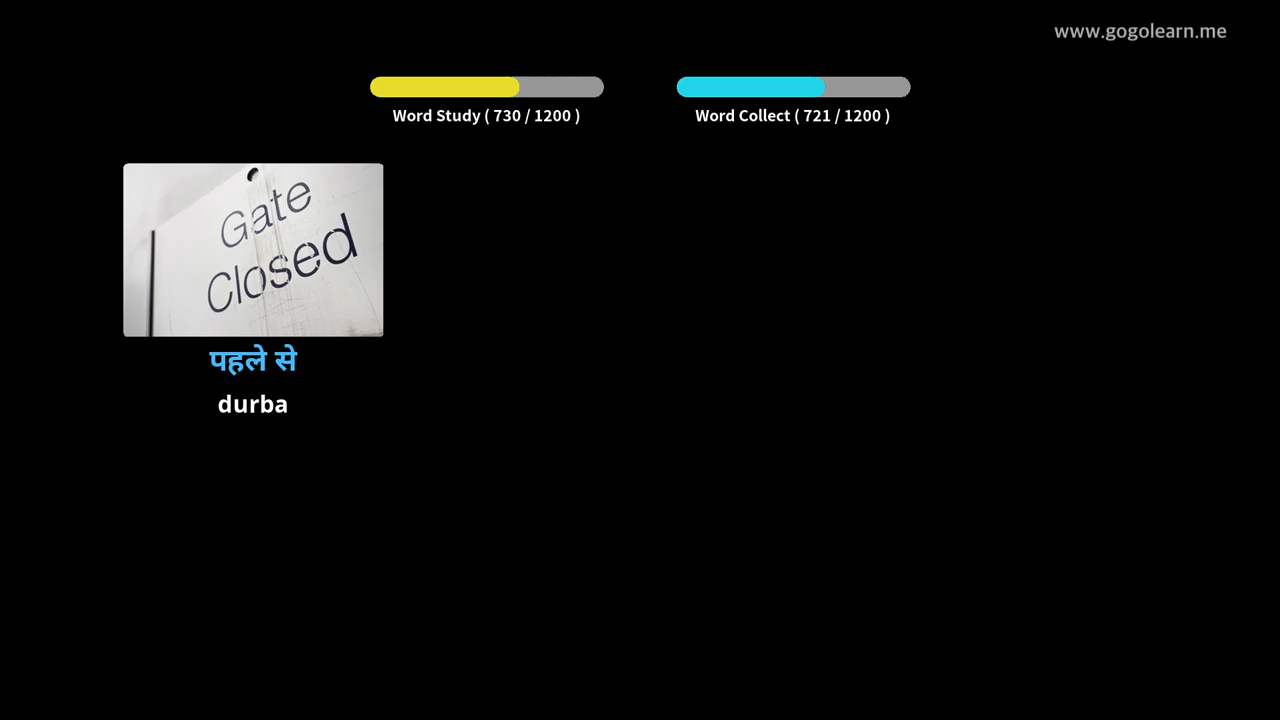 www.gogolearn.me
Word Study ( 730 / 1200 )
Word Collect ( 721 / 1200 )
Gate
Closed
पहले से
durba